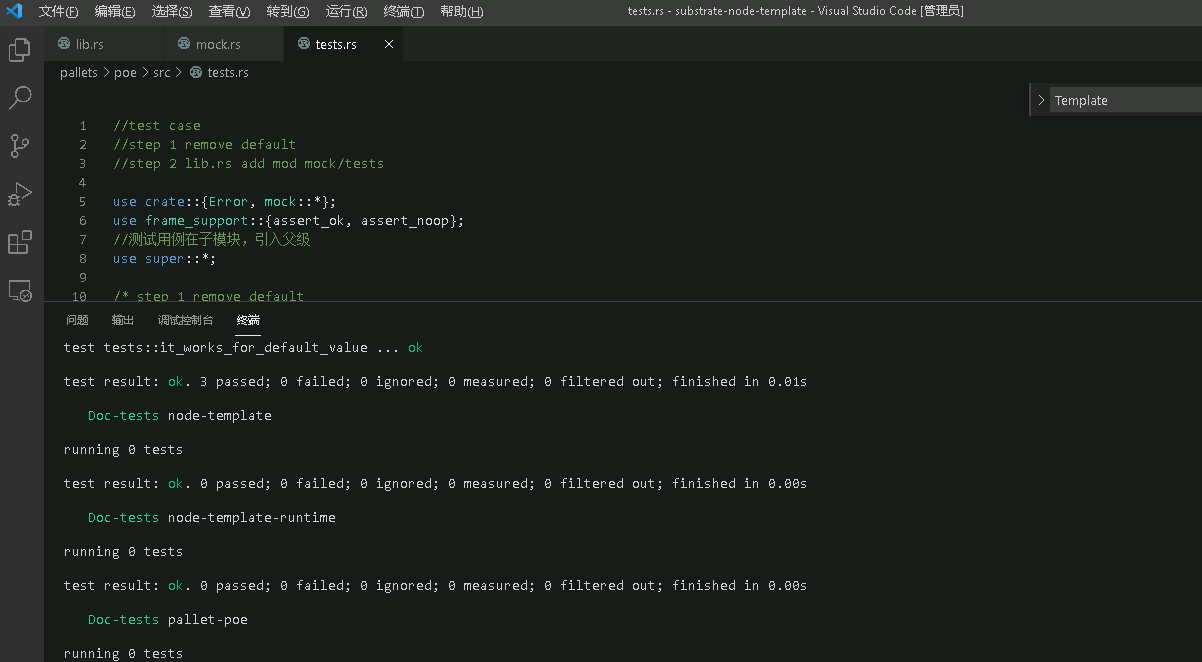 文件(F) 编辑(E) 选择(S) 查看(V) 转到(G) 运行(R) 终端(T) 帮助(H) tests.rs - substrate-node-template - Visual Studio Code [管理员]
lib.rs mock.rs tests.rs
pallets > poe > src > tests.rs
Template
1 //test case
2 //step 1 remove default
3 //step 2 lib.rs add mod mock/tests
4
5 use crate::{Error, mock::*};
6 use frame_support::{assert_ok, assert_noop};
7 //测试用例在子模块，引入父级
8 use super::*;
9
10 /* step 1 remove default
问题 输出 调试控制台 终端
test tests::it_works_for_default_value ... ok
test result: ok. 3 passed; 0 failed; 0 ignored; 0 measured; 0 filtered out; finished in 0.01s
Doc-tests node-template
running 0 tests
test result: ok. 0 passed; 0 failed; 0 ignored; 0 measured; 0 filtered out; finished in 0.00s
Doc-tests node-template-runtime
running 0 tests
test result: ok. 0 passed; 0 failed; 0 ignored; 0 measured; 0 filtered out; finished in 0.00s
Doc-tests pallet-poe
running 0 tests